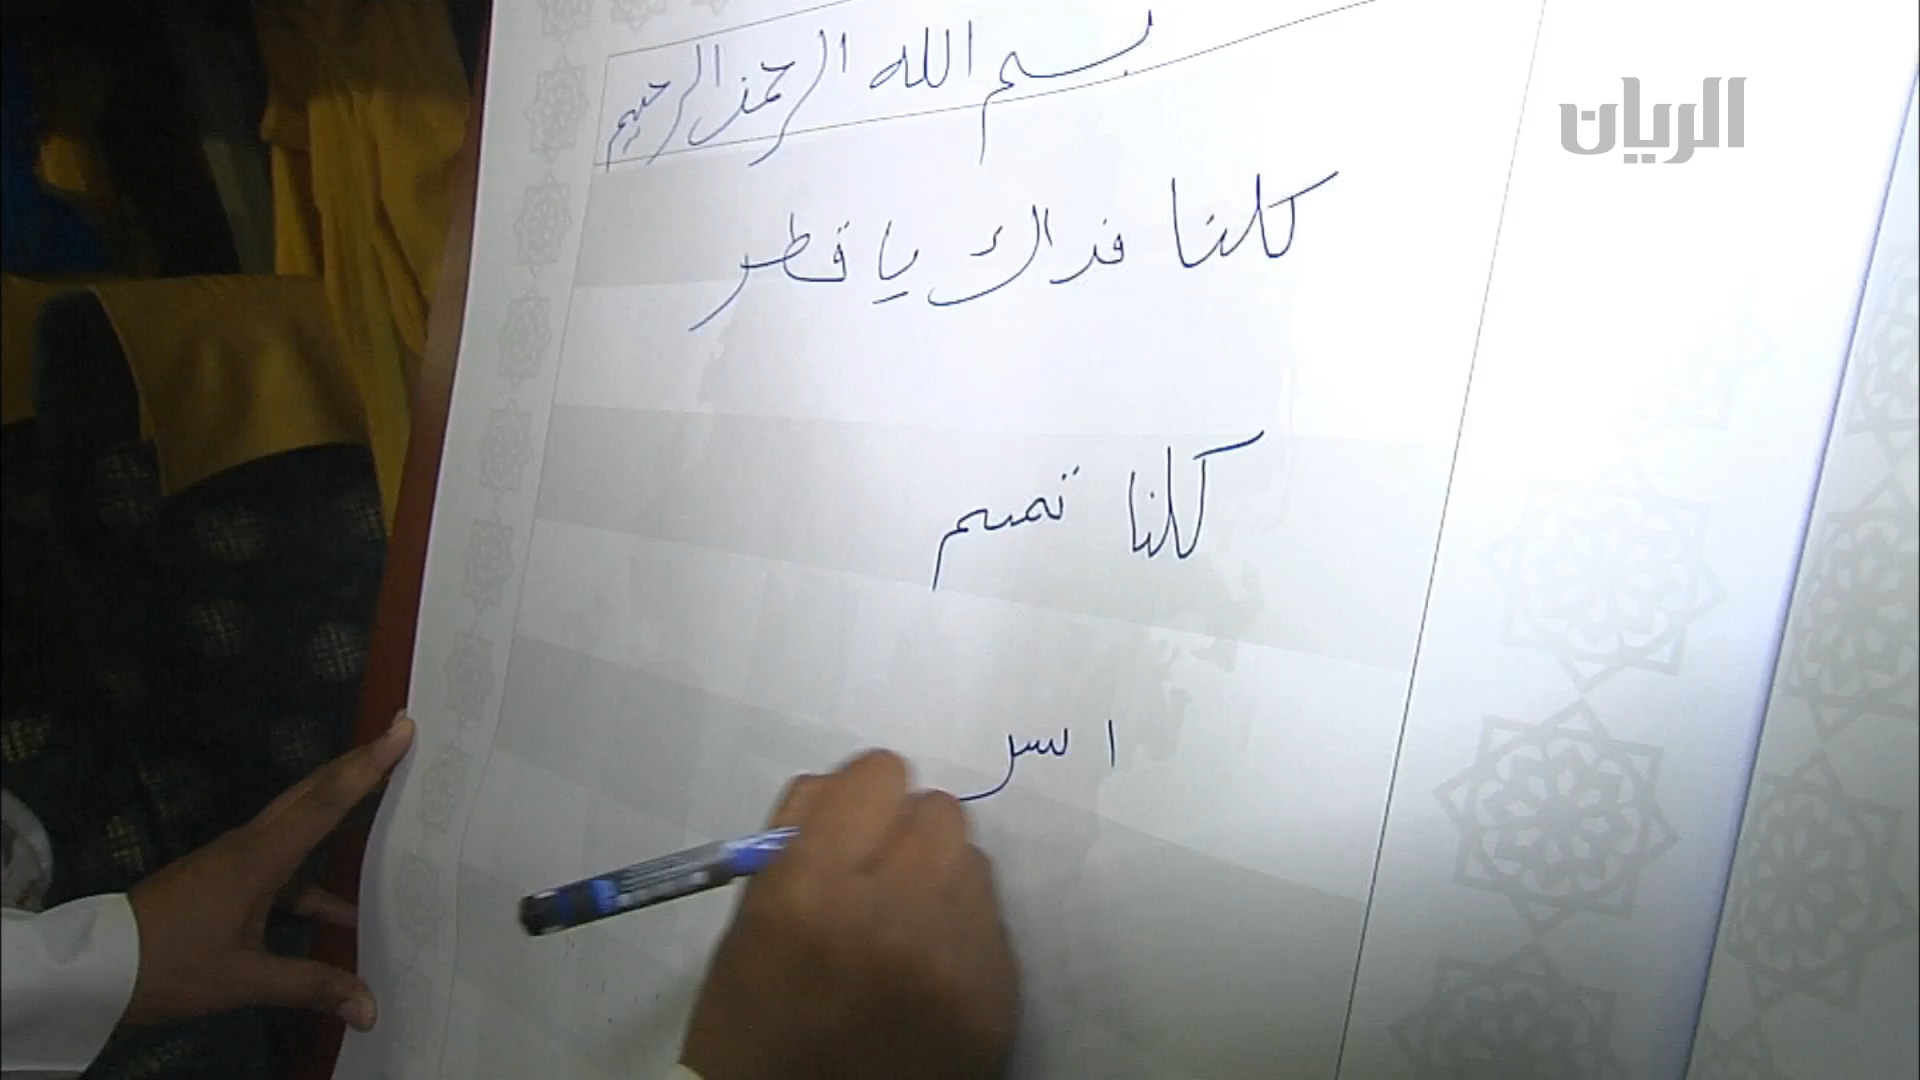 الريان
بسم الله الرحمن الرحيم
كلنا فداك يا قطر
كلنا تميم